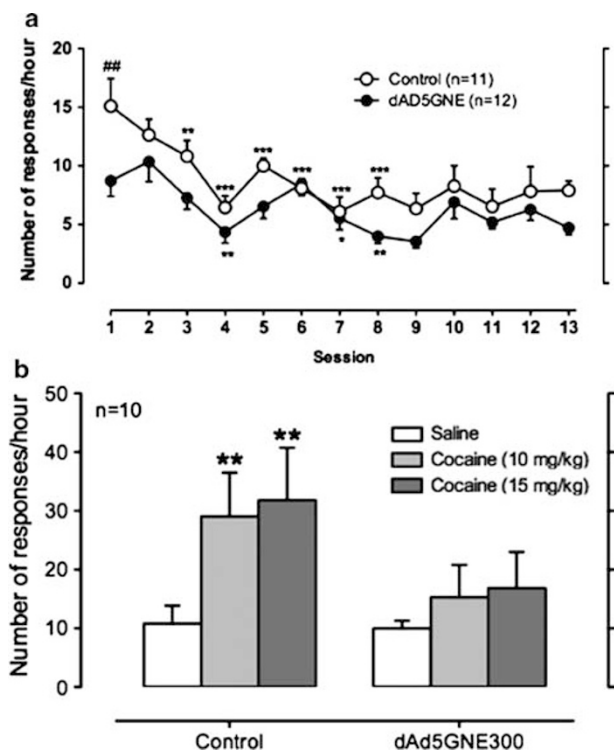 a
Number of responses/hour
20
15
10
5
0
##
**
***
***
***
***
***
**
*
**
Control (n=11)
dAD5GNE (n=12)
1 2 3 4 5 6 7 8 9 10 11 12 13
Session
b
Number of responses/hour
50
40
30
20
10
0
n=10
**
**
Saline
Cocaine (10 mg/kg)
Cocaine (15 mg/kg)
Control dAd5GNE300